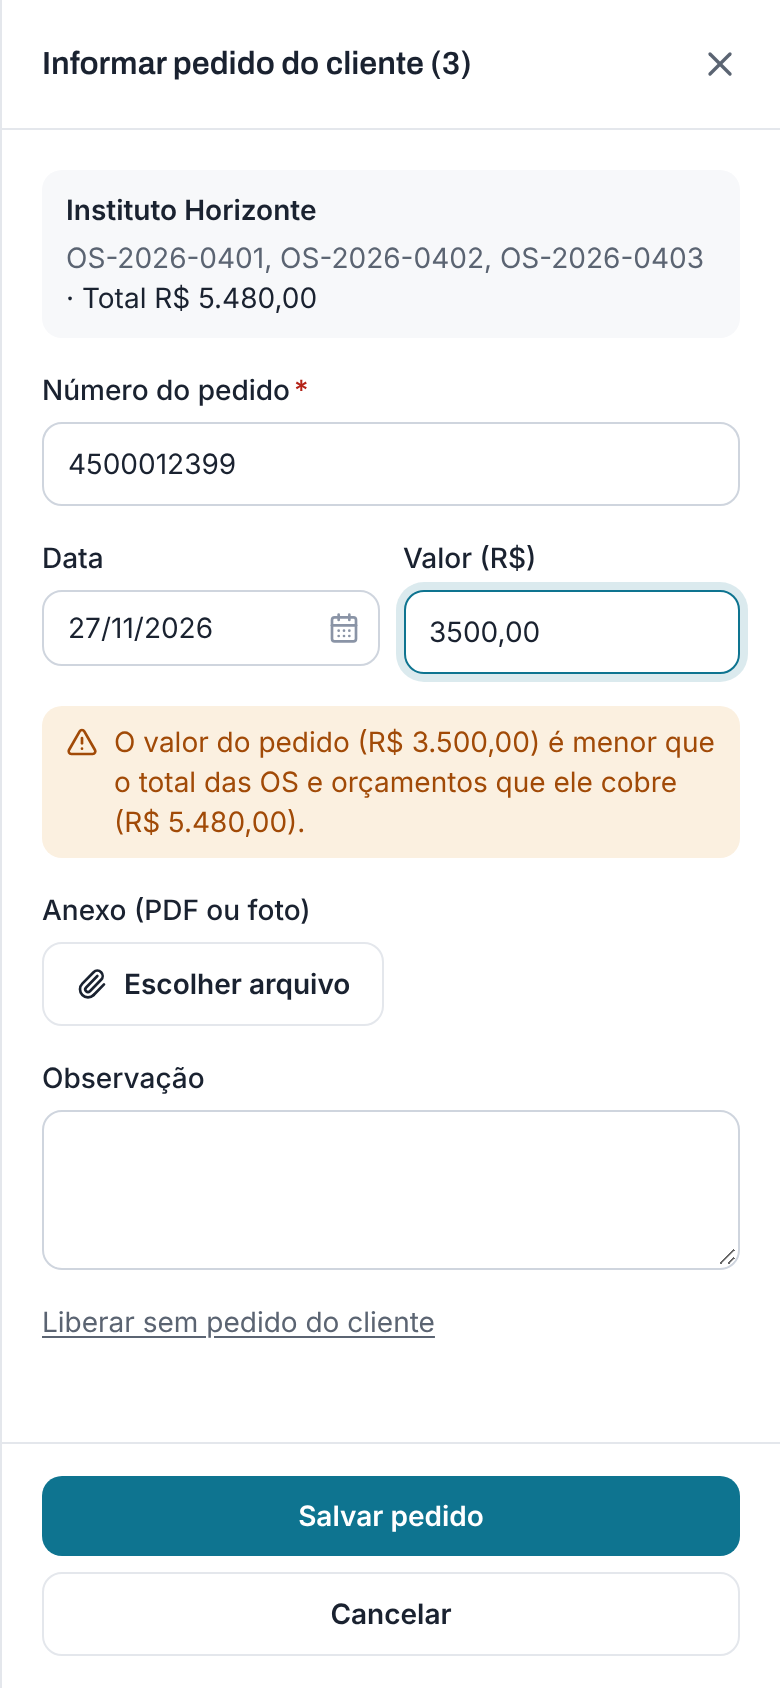 Informar pedido do cliente (3)
Instituto Horizonte
OS-2026-0401, OS-2026-0402, OS-2026-0403
· Total R$ 5.480,00
Número do pedido *
4500012399
Data
Valor (R$)
27/11/2026
3500,00
O valor do pedido (R$ 3.500,00) é menor que
o total das OS e orçamentos que ele cobre
(R$ 5.480,00).
Anexo (PDF ou foto)
Escolher arquivo
Observação
Liberar sem pedido do cliente
Salvar pedido
Cancelar